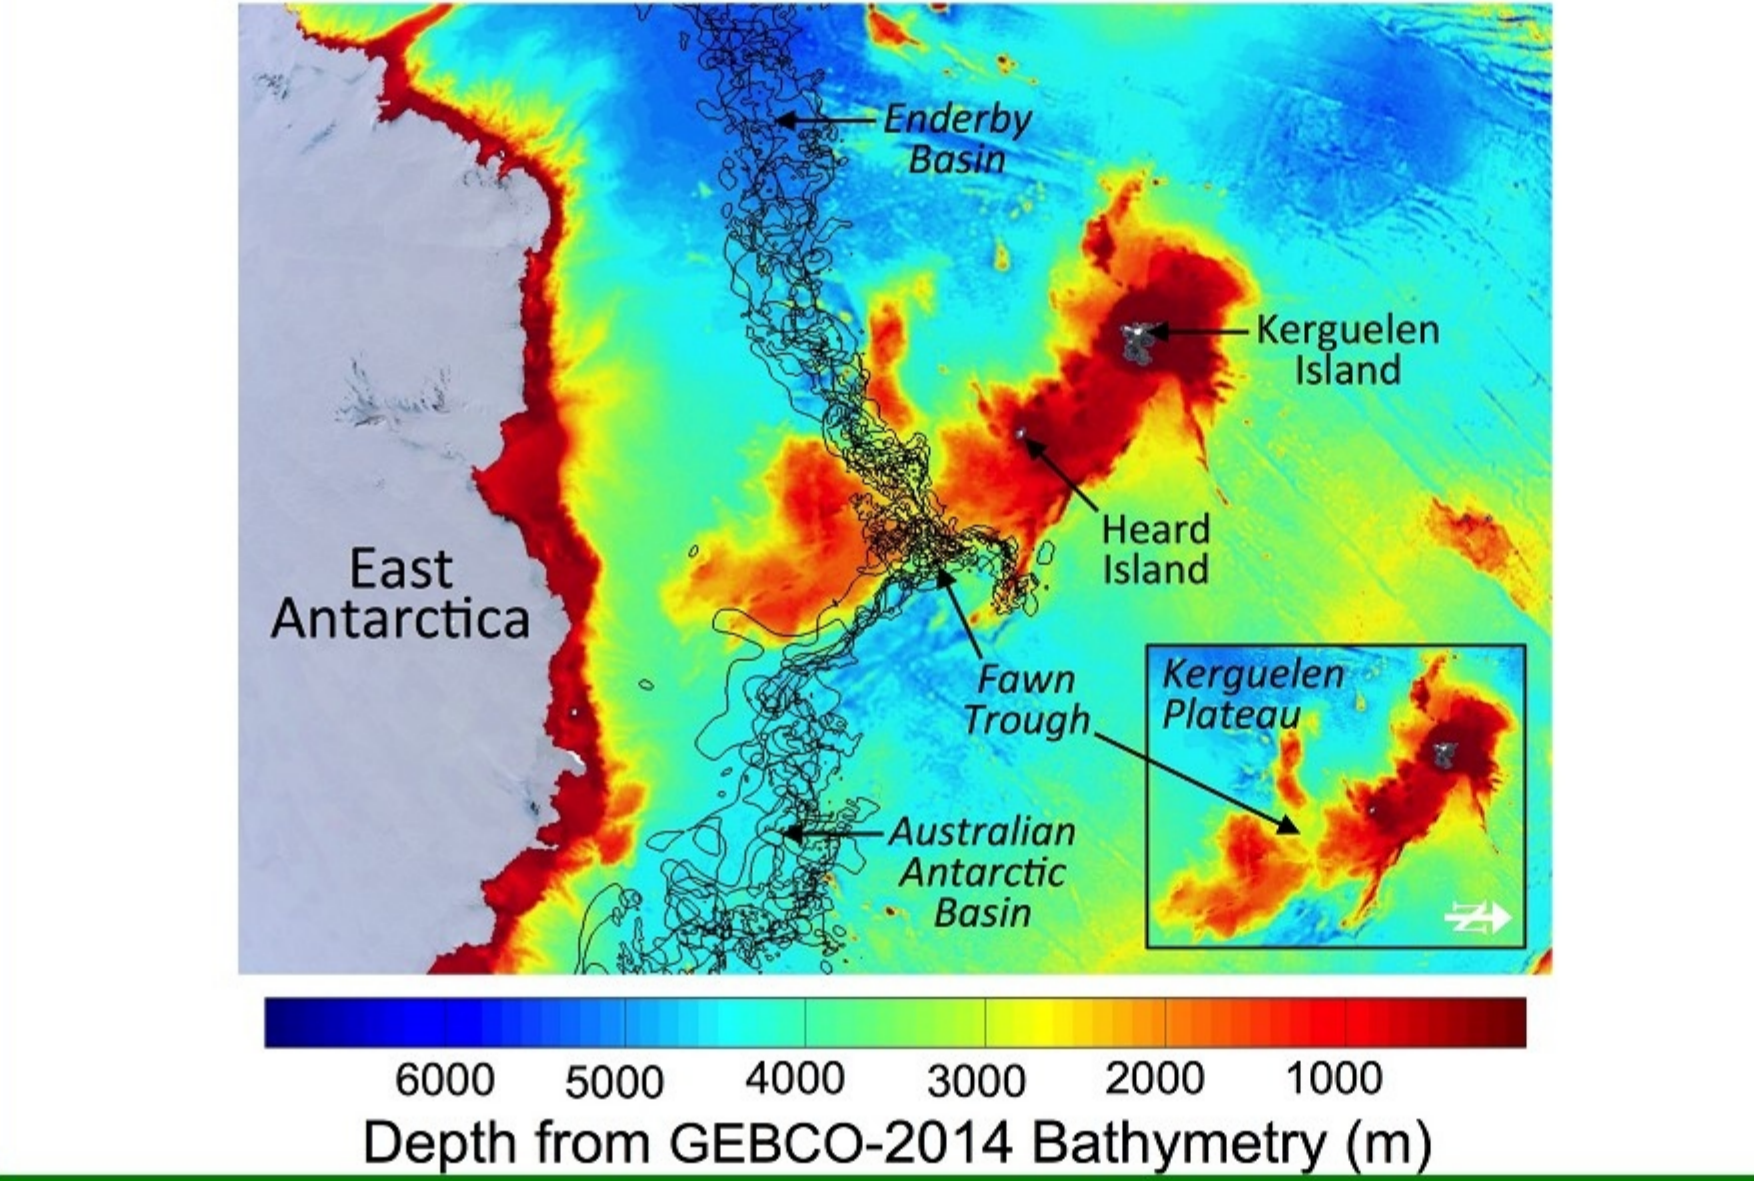 Enderby
Basin
Kerguelen
Island
Heard
Island
East
Antarctica
Fawn
Trough
Kerguelen
Plateau
Australian
Antarctic
Basin
N
6000 5000 4000 3000 2000 1000
Depth from GEBCO-2014 Bathymetry (m)